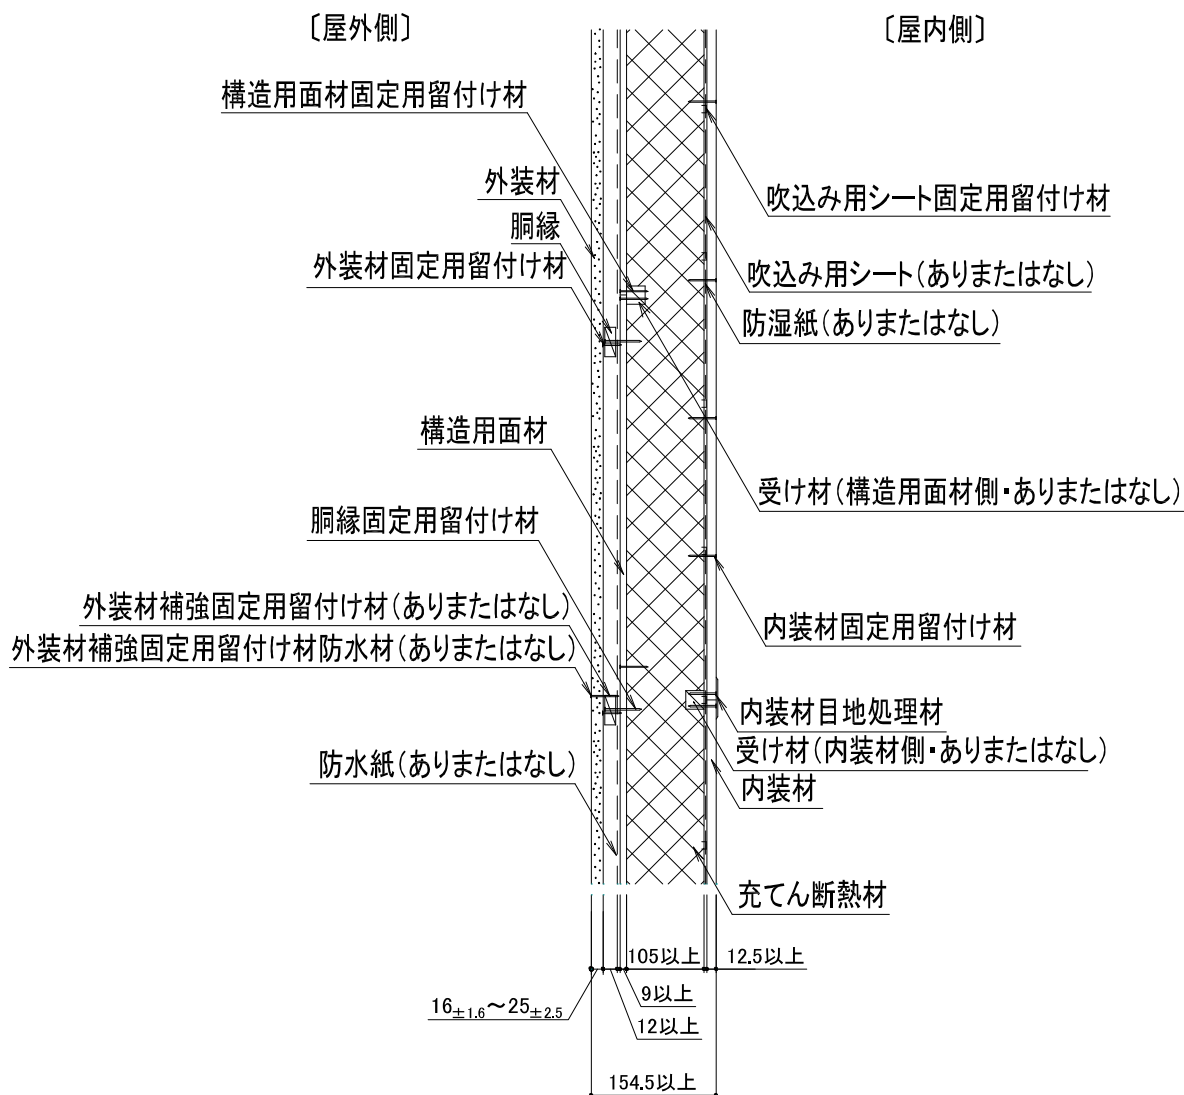 〔屋外側〕
〔屋内側〕
構造用面材固定用留付け材
外装材
胴縁
外装材固定用留付け材
構造用面材
胴縁固定用留付け材
外装材補強固定用留付け材(ありまたはなし)
外装材補強固定用留付け材防水材(ありまたはなし)
防水紙(ありまたはなし)
吹込み用シート固定用留付け材
吹込み用シート(ありまたはなし)
防湿紙(ありまたはなし)
受け材(構造用面材側・ありまたはなし)
内装材固定用留付け材
内装材目地処理材
受け材(内装材側・ありまたはなし)
内装材
充てん断熱材
105以上
12.5以上
9以上
16±1.6～25±2.5
12以上
154.5以上